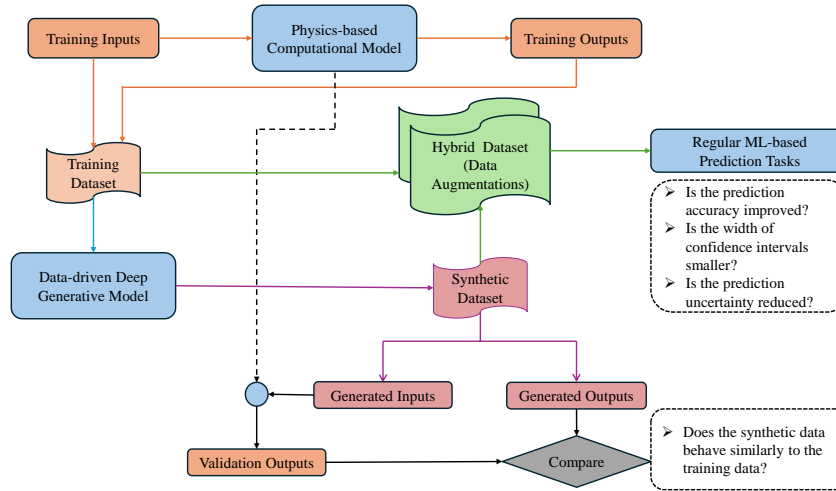 Training Inputs
Physics-based
Computational Model
Training Outputs
Training
Dataset
Hybrid Dataset
(Data
Augmentations)
Regular ML-based
Prediction Tasks
➢ Is the prediction
accuracy improved?
➢ Is the width of
confidence intervals
smaller?
➢ Is the prediction
uncertainty reduced?
Data-driven Deep
Generative Model
Synthetic
Dataset
Generated Inputs
Generated Outputs
Validation Outputs
Compare
➢ Does the synthetic data
behave similarly to the
training data?